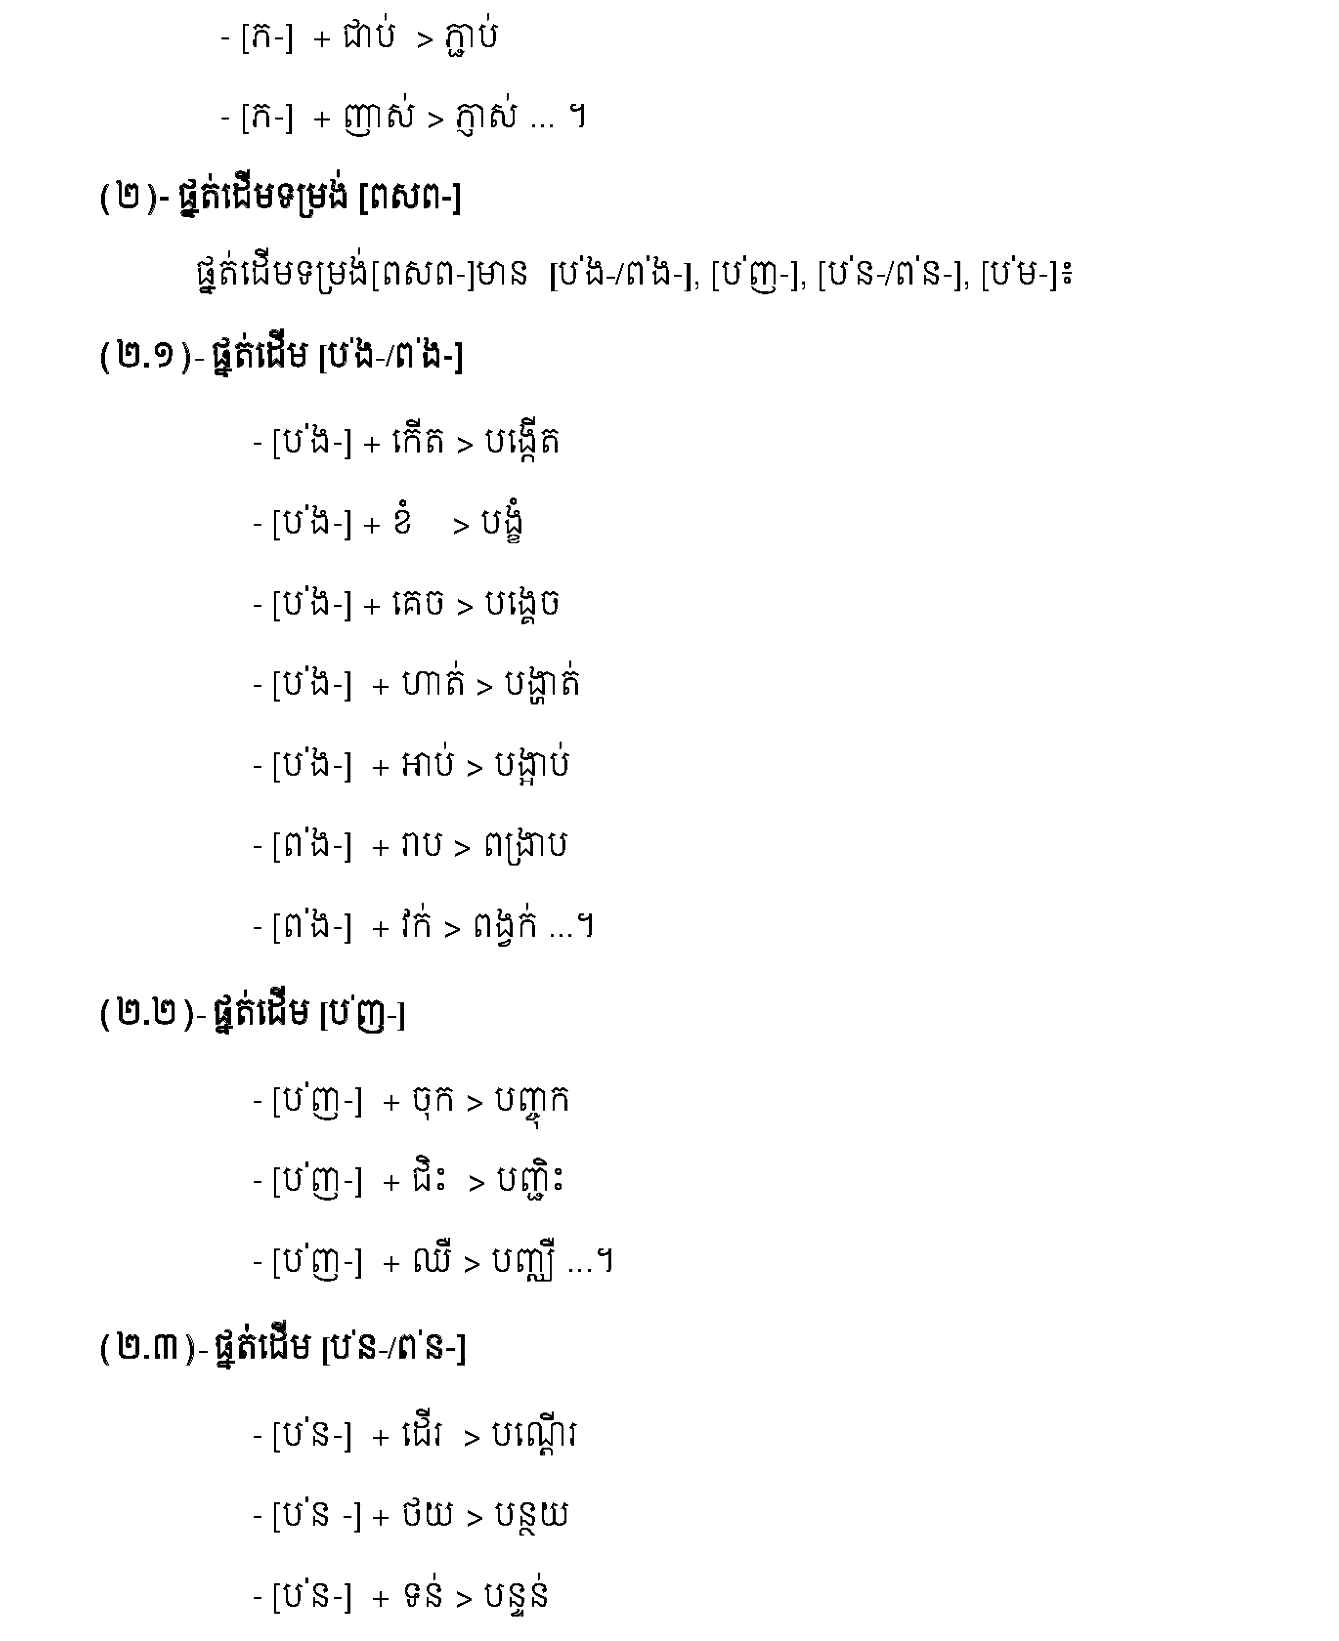 - [ភ-] + ជាប់ > ភ្ជាប់
- [ភ-] + ញាស់ > ភ្ញាស់ ... ។
(២)- ផ្នត់ដើមទម្រង់ [ពសព-]
ផ្នត់ដើមទម្រង់[ពសព-]មាន [ប់ង-/ព់ង-], [ប់ញ-], [ប់ន-/ព់ន-], [ប់ម-]៖
(២.១)- ផ្នត់ដើម [ប់ង-/ព់ង-]
- [ប់ង-] + កើត > បង្កើត
- [ប់ង-] + ខំ > បង្ខំ
- [ប់ង-] + គេច > បង្គេច
- [ប់ង-] + ហាត់ > បង្ហាត់
- [ប់ង-] + អាប់ > បង្អាប់
- [ព់ង-] + រាប > ពង្រាប
- [ព់ង-] + វក់ > ពង្វក់ ...។
(២.២)- ផ្នត់ដើម [ប់ញ-]
- [ប់ញ-] + ចុក > បញ្ចុក
- [ប់ញ-] + ជិះ > បញ្ជិះ
- [ប់ញ-] + ឈឺ > បញ្ឈឺ ...។
(២.៣)- ផ្នត់ដើម [ប់ន-/ព់ន-]
- [ប់ន-] + ដើរ > បណ្ដើរ
- [ប់ន -] + ថយ > បន្ថយ
- [ប់ន-] + ទន់ > បន្ទន់